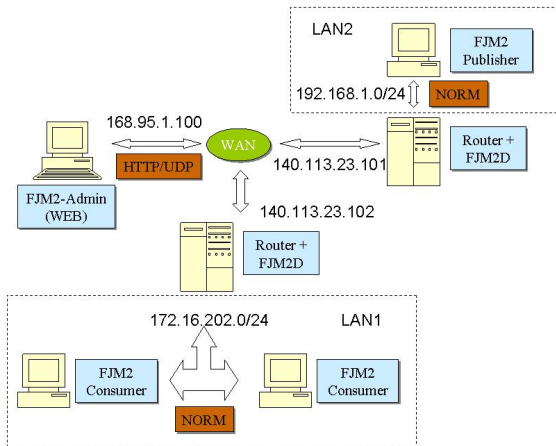 LAN2
FJM2
Publisher
192.168.1.0/24
NORM
168.95.1.100
WAN
HTTP/UDP
140.113.23.101
Router +
FJM2D
FJM2-Admin
(WEB)
140.113.23.102
Router +
FJM2D
172.16.202.0/24
LAN1
FJM2
Consumer
FJM2
Consumer
NORM